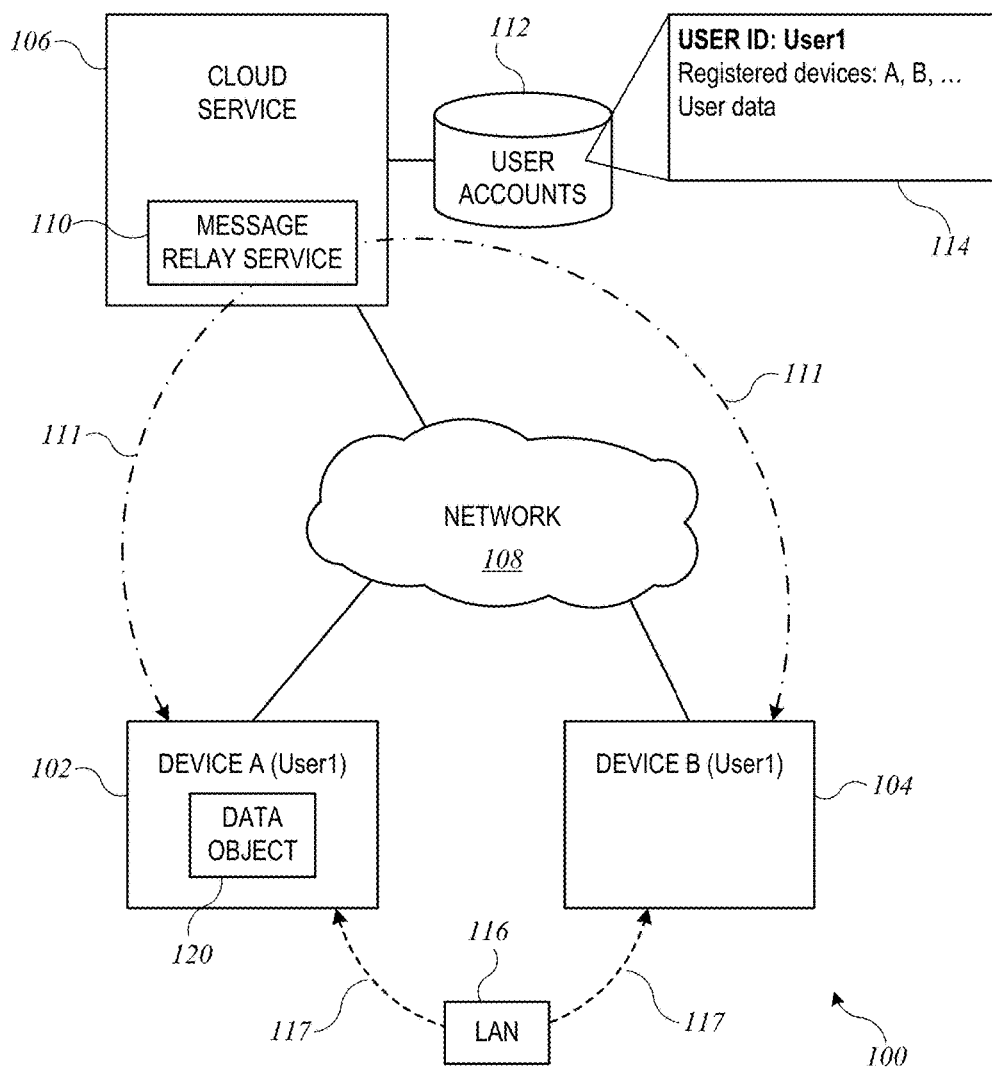 106
CLOUD
SERVICE
112
USER ID: User1
Registered devices: A, B, ...
User data
USER
ACCOUNTS
110
MESSAGE
RELAY SERVICE
114
111
111
NETWORK
108
102
DEVICE A (User1)
DEVICE B (User1)
104
DATA
OBJECT
120
116
117
LAN
117
100